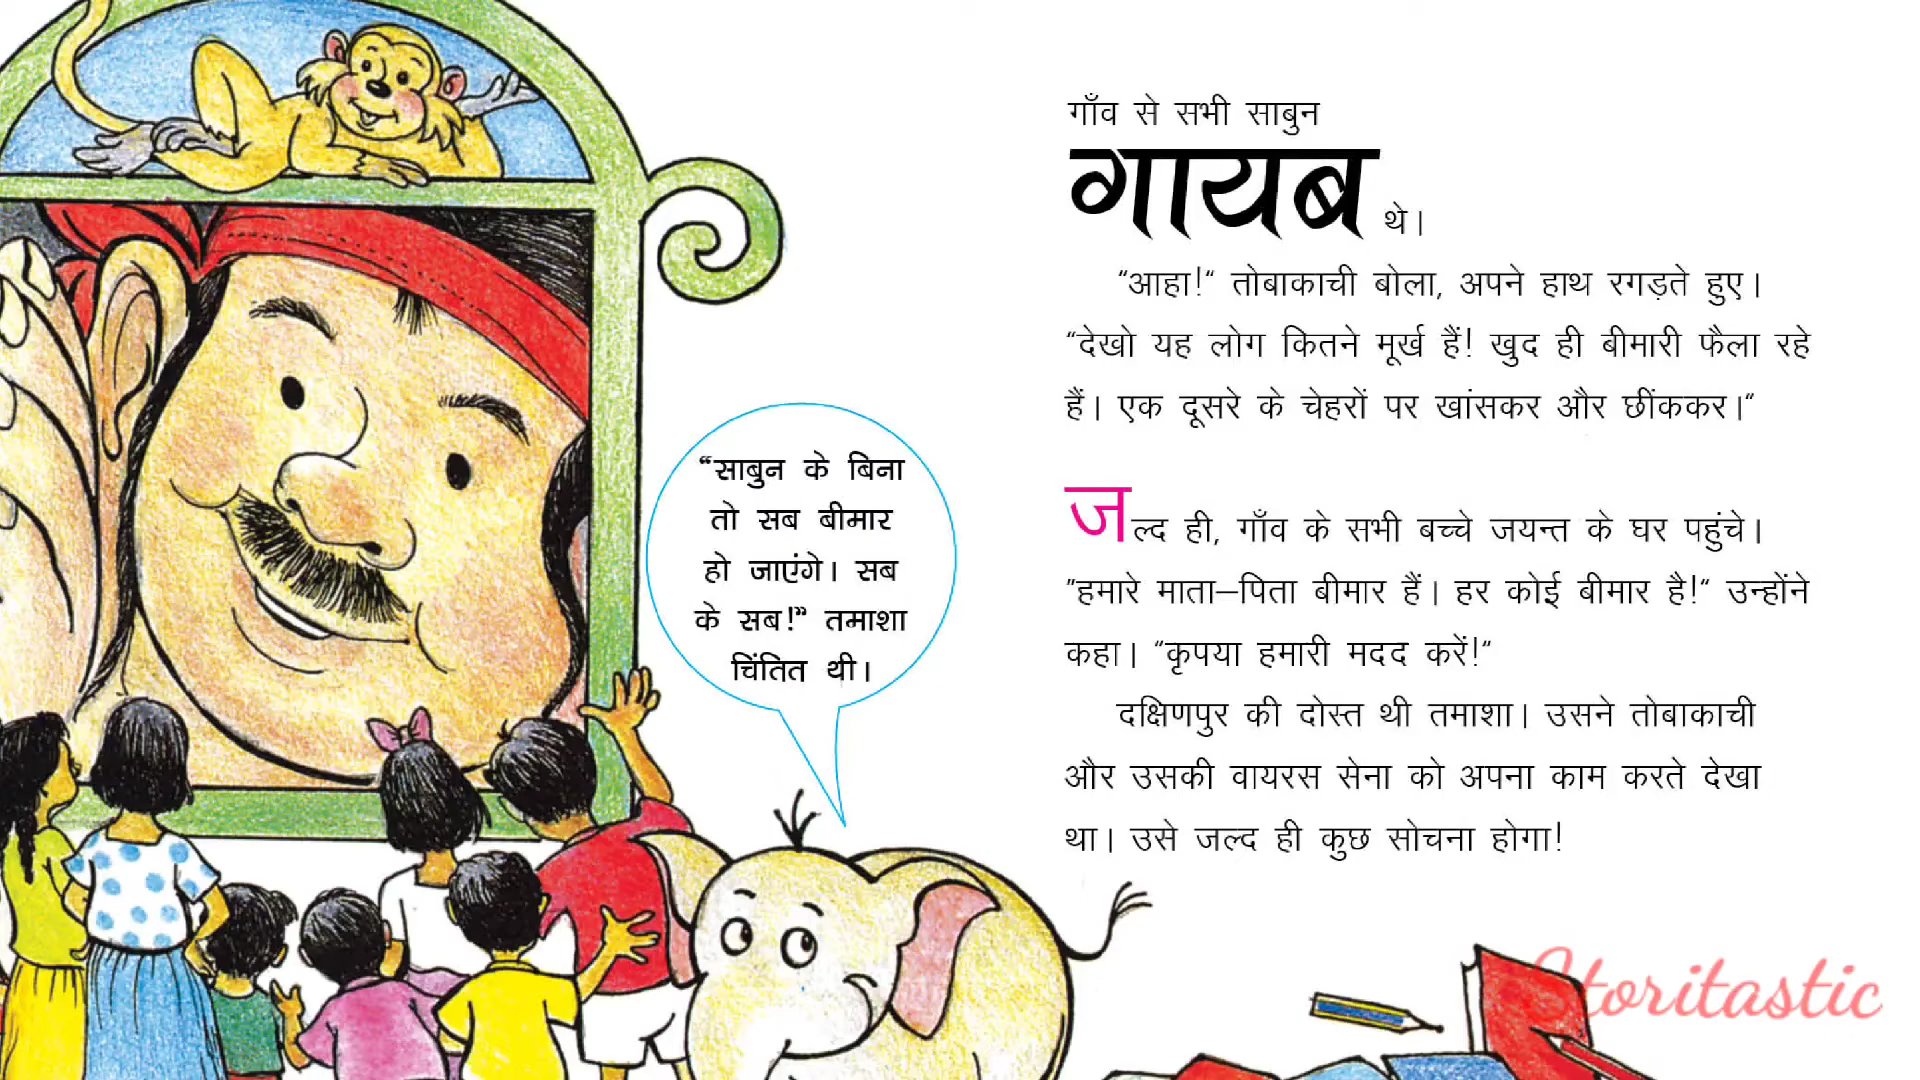 गाँव से सभी साबुन
गायब थे।
"आहा!" तोबाकाची बोला, अपने हाथ रगड़ते हुए।
"देखो यह लोग कितने मूर्ख हैं! खुद ही बीमारी फैला रहे
हैं। एक दूसरे के चेहरों पर खांसकर और छींककर।"
"साबुन के बिना
तो सब बीमार
हो जाएंगे। सब
के सब!" तमाशा
चिंतित थी।
जल्द ही, गाँव के सभी बच्चे जयन्त के घर पहुंचे।
"हमारे माता–पिता बीमार हैं। हर कोई बीमार है!" उन्होंने
कहा। "कृपया हमारी मदद करें!"
दक्षिणपुर की दोस्त थी तमाशा। उसने तोबाकाची
और उसकी वायरस सेना को अपना काम करते देखा
था। उसे जल्द ही कुछ सोचना होगा!
Storitastic